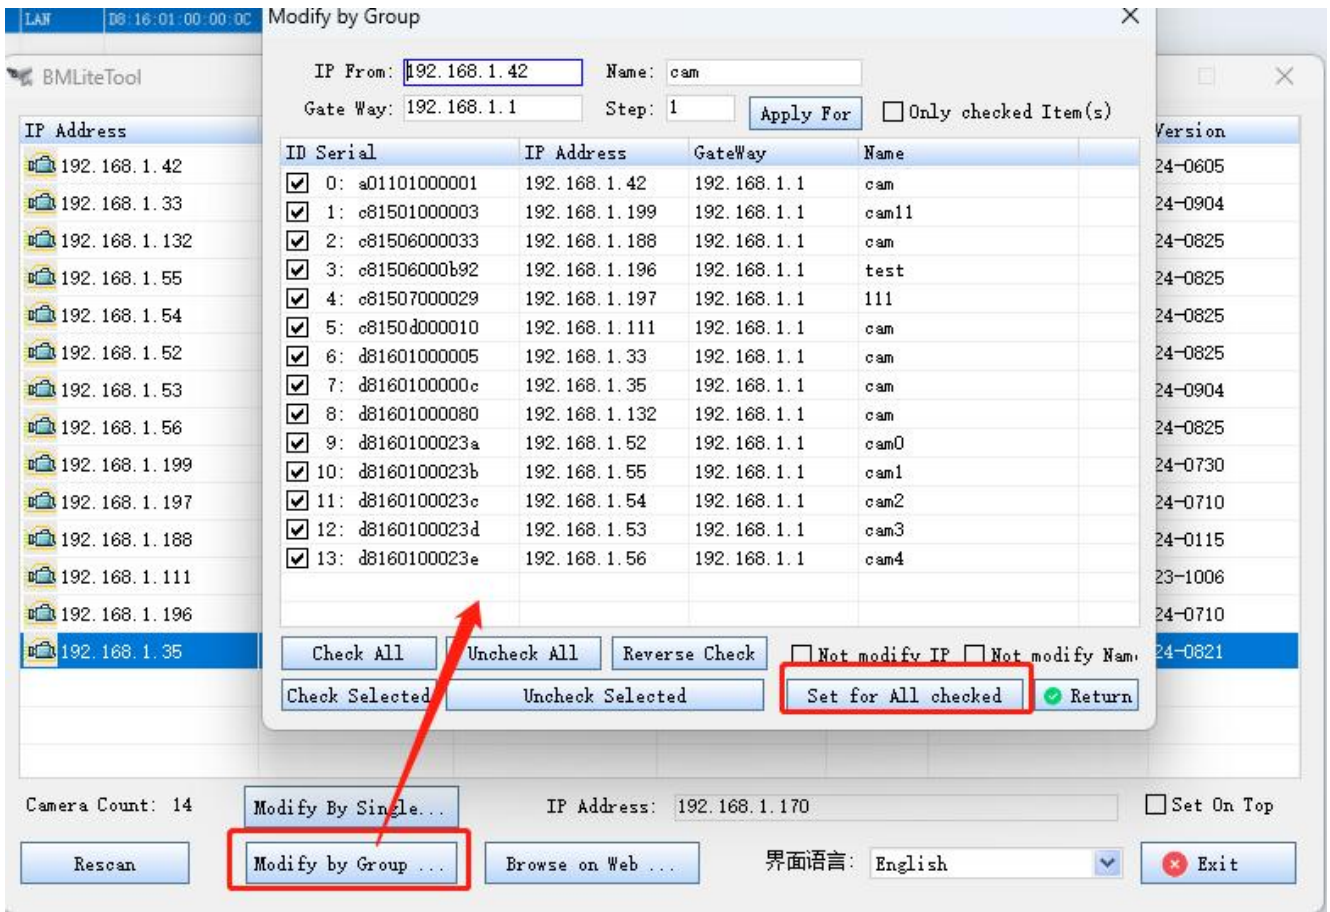 LAN D8:16:01:00:00:0C Modify by Group
BMLiteTool
IP From: 192.168.1.42 Name: cam
Gate Way: 192.168.1.1 Step: 1 Apply For Only checked Item(s)
IP Address Version
ID Serial IP Address GateWay Name
192.168.1.42 24-0605
0: a01101000001 192.168.1.42 192.168.1.1 cam
192.168.1.33 24-0904
1: c81501000003 192.168.1.199 192.168.1.1 cam11
192.168.1.132 24-0825
2: c81506000033 192.168.1.188 192.168.1.1 cam
192.168.1.55 24-0825
3: c81506000b92 192.168.1.196 192.168.1.1 test
192.168.1.54 24-0825
4: c81507000029 192.168.1.197 192.168.1.1 111
5: c8150d000010 192.168.1.111 192.168.1.1 cam
192.168.1.52 24-0825
6: d81601000005 192.168.1.33 192.168.1.1 cam
192.168.1.53 24-0904
7: d8160100000c 192.168.1.35 192.168.1.1 cam
192.168.1.56 24-0825
8: d81601000080 192.168.1.132 192.168.1.1 cam
9: d8160100023a 192.168.1.52 192.168.1.1 cam0
192.168.1.199 24-0730
10: d8160100023b 192.168.1.55 192.168.1.1 cam1
192.168.1.197 24-0710
11: d8160100023c 192.168.1.54 192.168.1.1 cam2
192.168.1.188 24-0115
12: d8160100023d 192.168.1.53 192.168.1.1 cam3
13: d8160100023e 192.168.1.56 192.168.1.1 cam4
192.168.1.111 23-1006
192.168.1.196 24-0710
192.168.1.35 24-0821
Check All Uncheck All Reverse Check Not modify IP Not modify Nam
Check Selected Uncheck Selected Set for All checked Return
Camera Count: 14 Modify By Single... IP Address: 192.168.1.170 Set On Top
Rescan Modify by Group ... Browse on Web ... 界面语言: English Exit